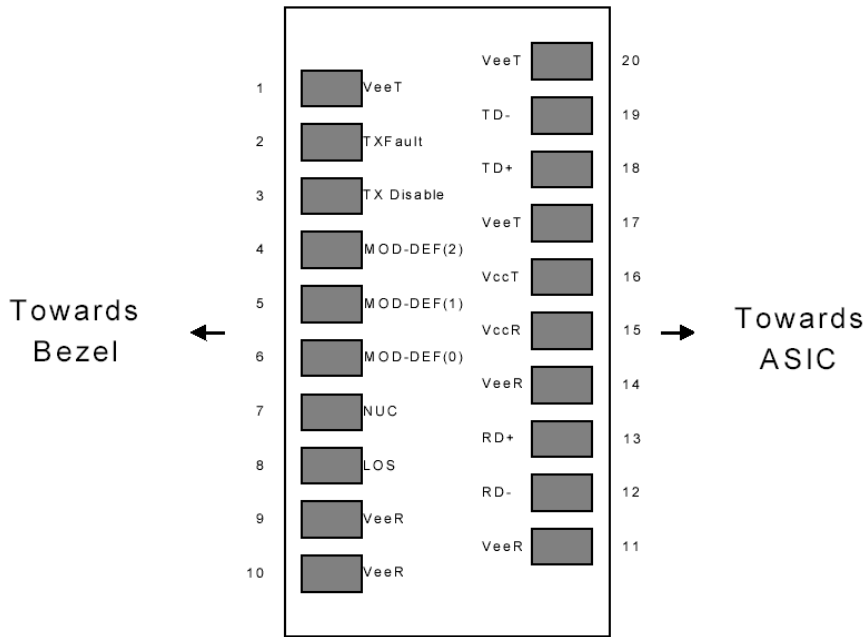 VeeT 20
1 VeeT
TD- 19
2 TXFault
TD+ 18
3 TX Disable
VeeT 17
4 MOD-DEF(2)
VccT 16
5 MOD-DEF(1)
Towards
Bezel
VccR 15
Towards
ASIC
6 MOD-DEF(0)
VeeR 14
7 NUC
RD+ 13
8 LOS
RD- 12
9 VeeR
VeeR 11
10 VeeR